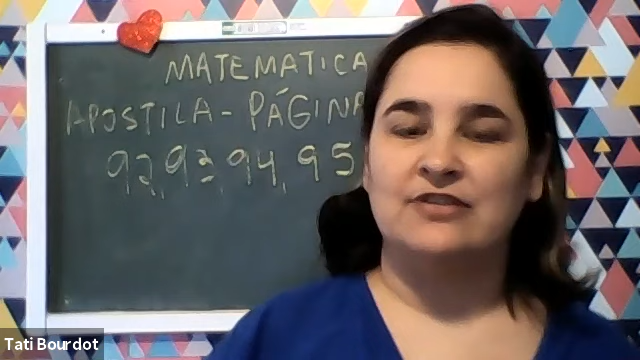 MATEMATICA
APOSTILA - PÁGINA
92, 93, 94, 95
Tati Bourdot